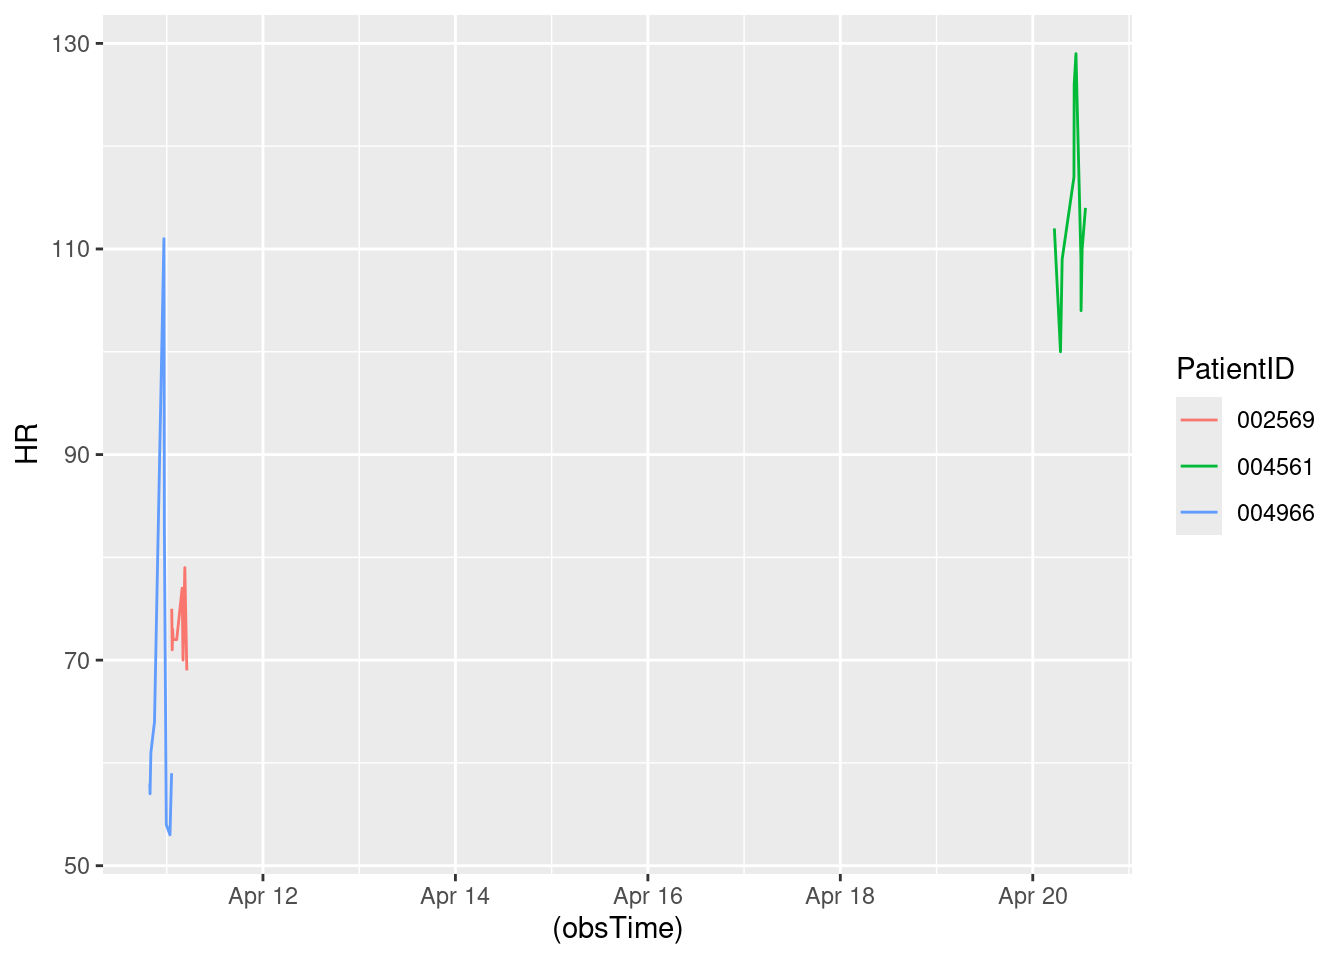 130
110
90
70
50
HR
Apr 12
Apr 14
Apr 16
Apr 18
Apr 20
(obsTime)
PatientID
002569
004561
004966